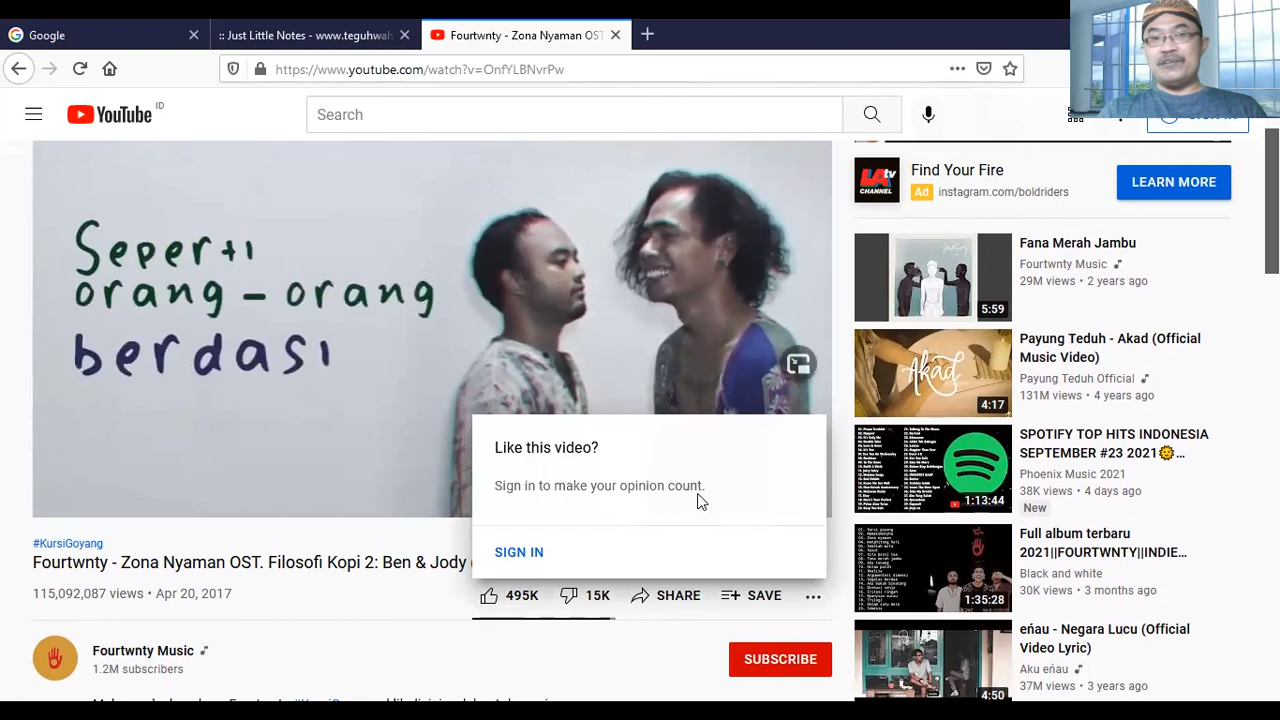 Google
:: Just Little Notes - www.teguhwah
Fourtwnty - Zona Nyaman OST
https://www.youtube.com/watch?v=OnfYLBNvrPw
YouTube ID
Search
Seperti
orang-orang
berdasi
Like this video?
Sign in to make your opinion count.
SIGN IN
#KursiGoyang
Fourtwnty - Zona Nyaman OST. Filosofi Kopi 2: Ben & Jody
115,092,087 views
2017
495K
15K
SHARE
SAVE
Fourtwnty Music
1.2M subscribers
SUBSCRIBE
LA tv
CHANNEL
Find Your Fire
Ad instagram.com/boldriders
LEARN MORE
Fana Merah Jambu
Fourtwnty Music
29M views • 2 years ago
5:59
Payung Teduh - Akad (Official
Music Video)
Payung Teduh Official
131M views • 4 years ago
Akad
4:17
SPOTIFY TOP HITS INDONESIA
SEPTEMBER #23 2021🌞…
Phoenix Music 2021
38K views • 4 days ago
New
1:13:44
Full album terbaru
2021||FOURTWNTY||INDIE…
Black and white
30K views • 3 months ago
1:35:28
eńau - Negara Lucu (Official
Video Lyric)
Aku eńau
37M views • 3 years ago
4:50